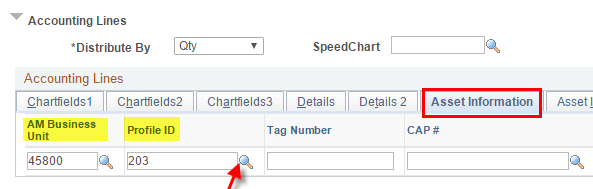 Accounting Lines
*Distribute By Qty SpeedChart
Accounting Lines
Chartfields1 Chartfields2 Chartfields3 Details Details 2 Asset Information Asset I
AM Business Unit Profile ID Tag Number CAP #
45800 203